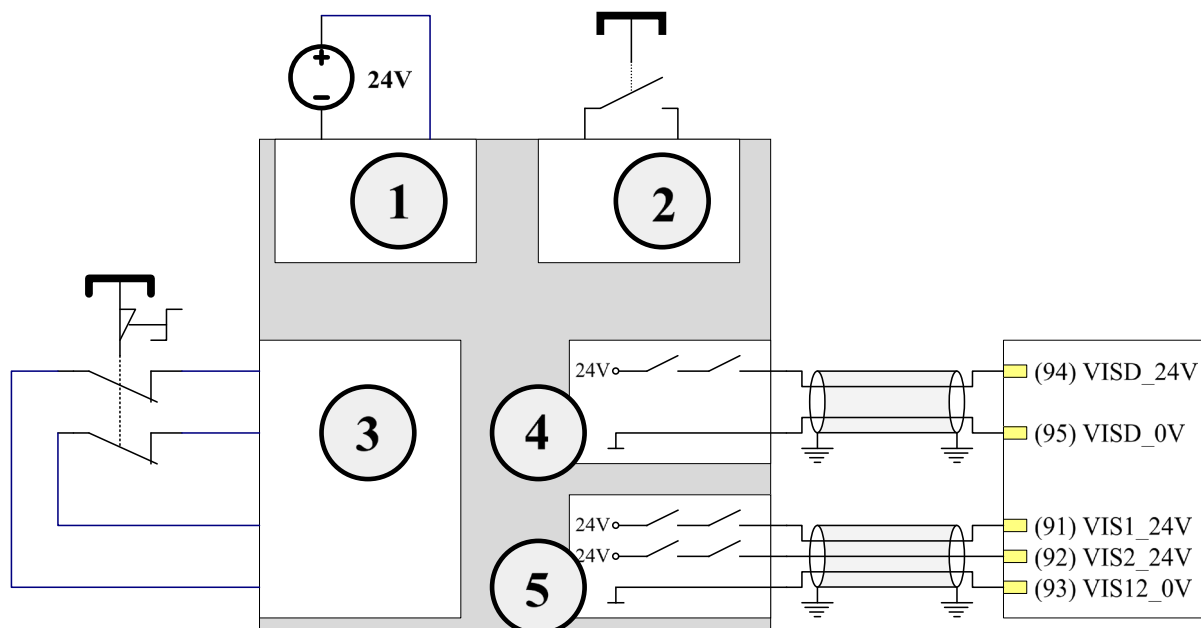 24V
1
2
3
24V
4
(94) VISD_24V
(95) VISD_0V
24V
24V
5
(91) VIS1_24V
(92) VIS2_24V
(93) VIS12_0V